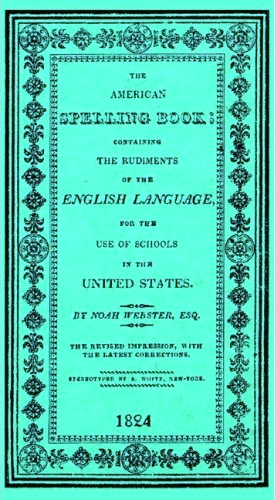 THE
AMERICAN
SPELLING BOOK:
CONTAINING
THE RUDIMENTS
OF THE
ENGLISH LANGUAGE,
FOR THE
USE OF SCHOOLS
IN THE
UNITED STATES.
BY NOAH WEBSTER, ESQ.
THE REVISED IMPRESSION, WITH
THE LATEST CORRECTIONS.
STEREOTYPED BY E. WHITE, NEW-YORK.
1824